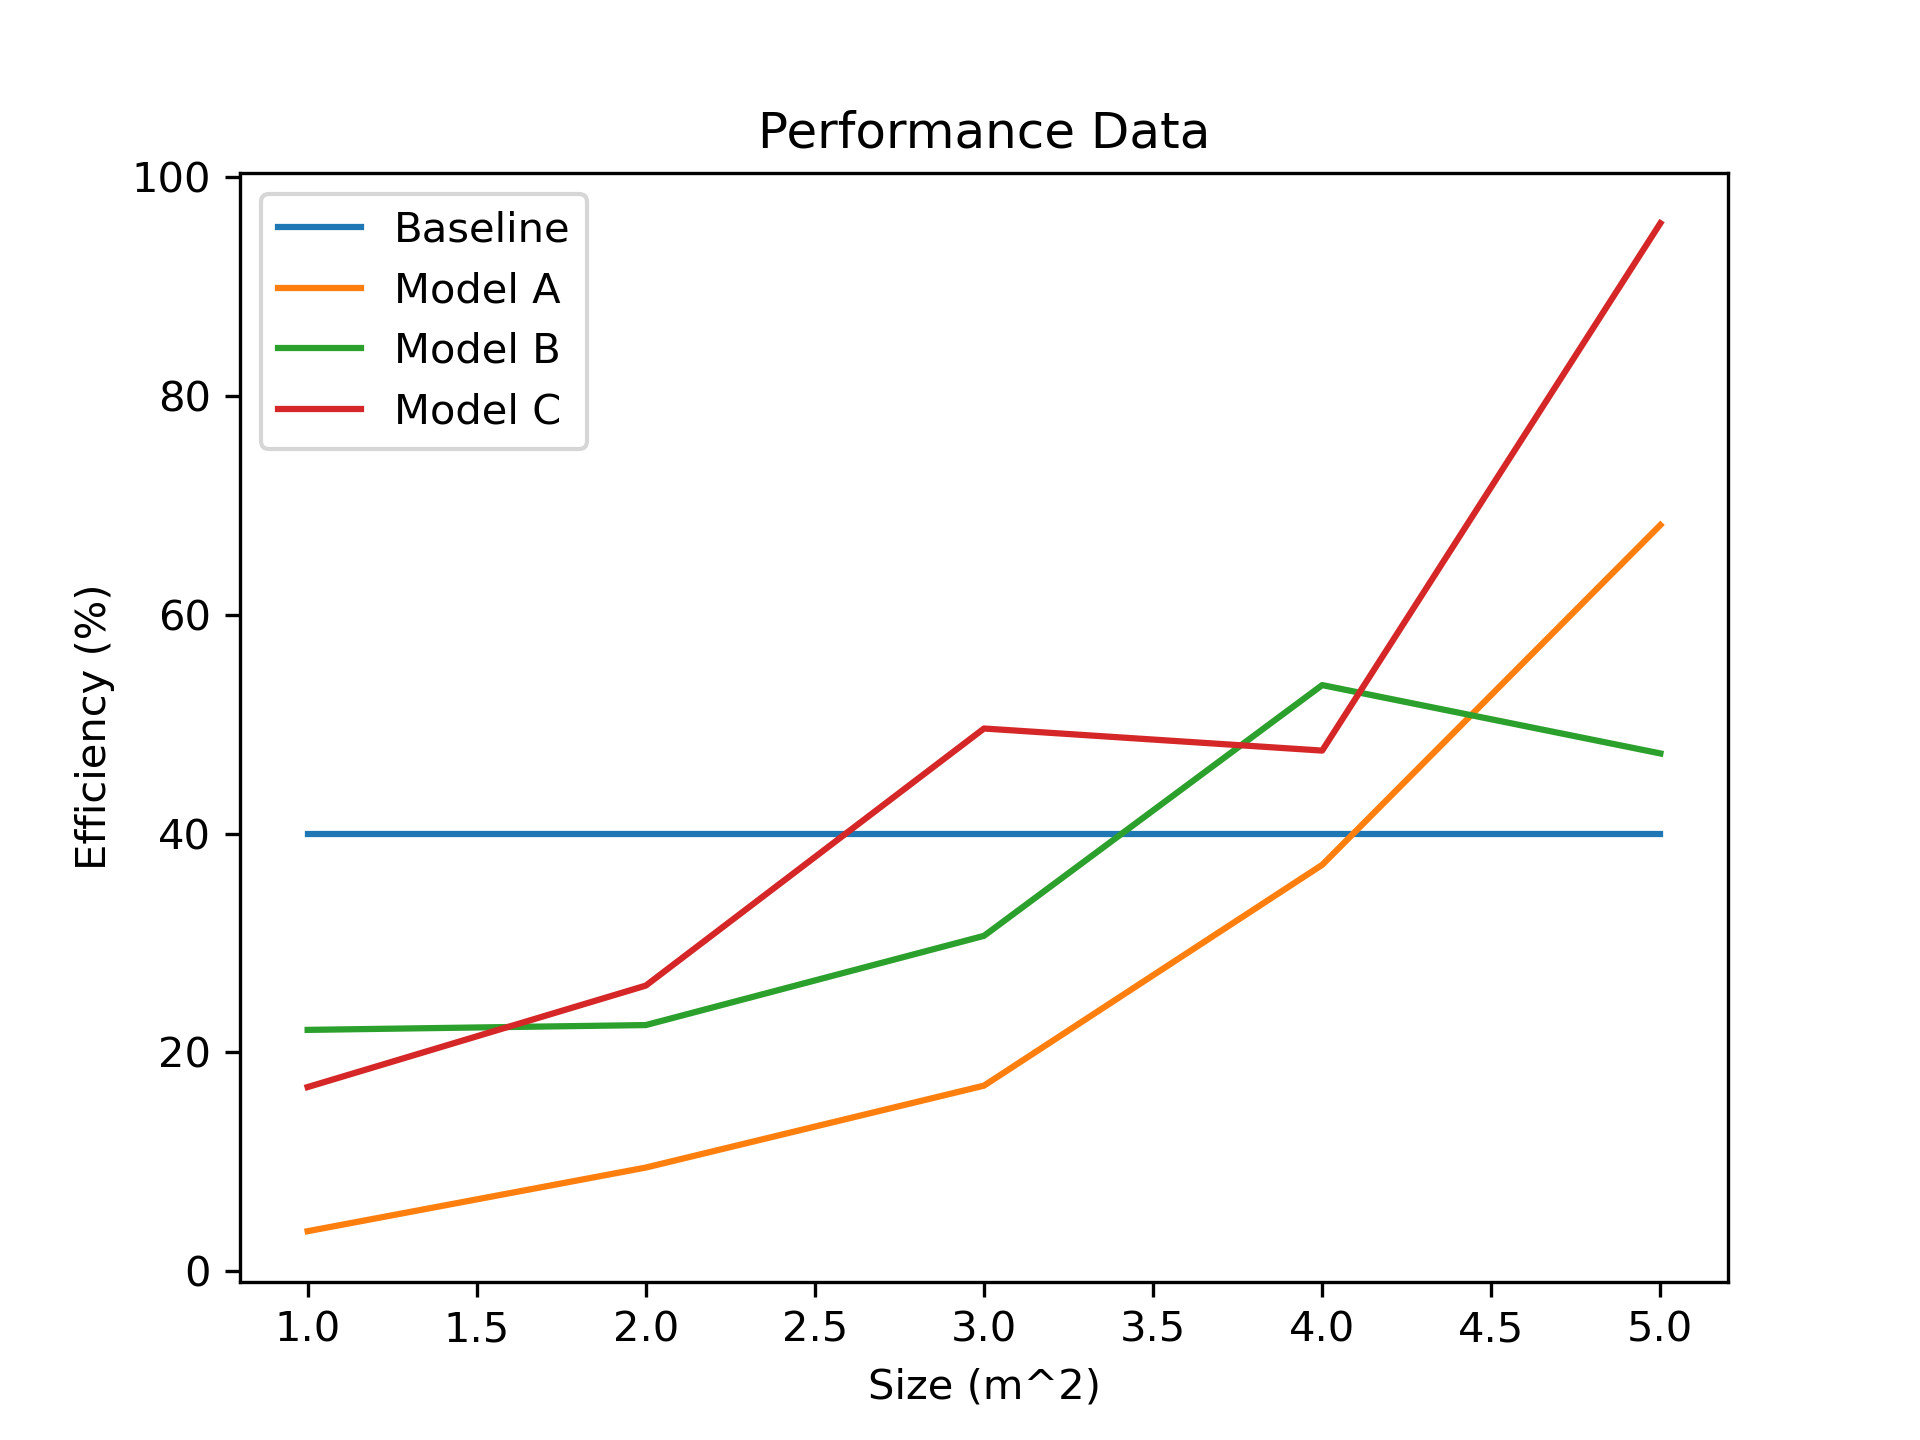 Performance Data
100
80
60
40
20
0
Efficiency (%)
Baseline
Model A
Model B
Model C
1.0 1.5 2.0 2.5 3.0 3.5 4.0 4.5 5.0
Size (m^2)